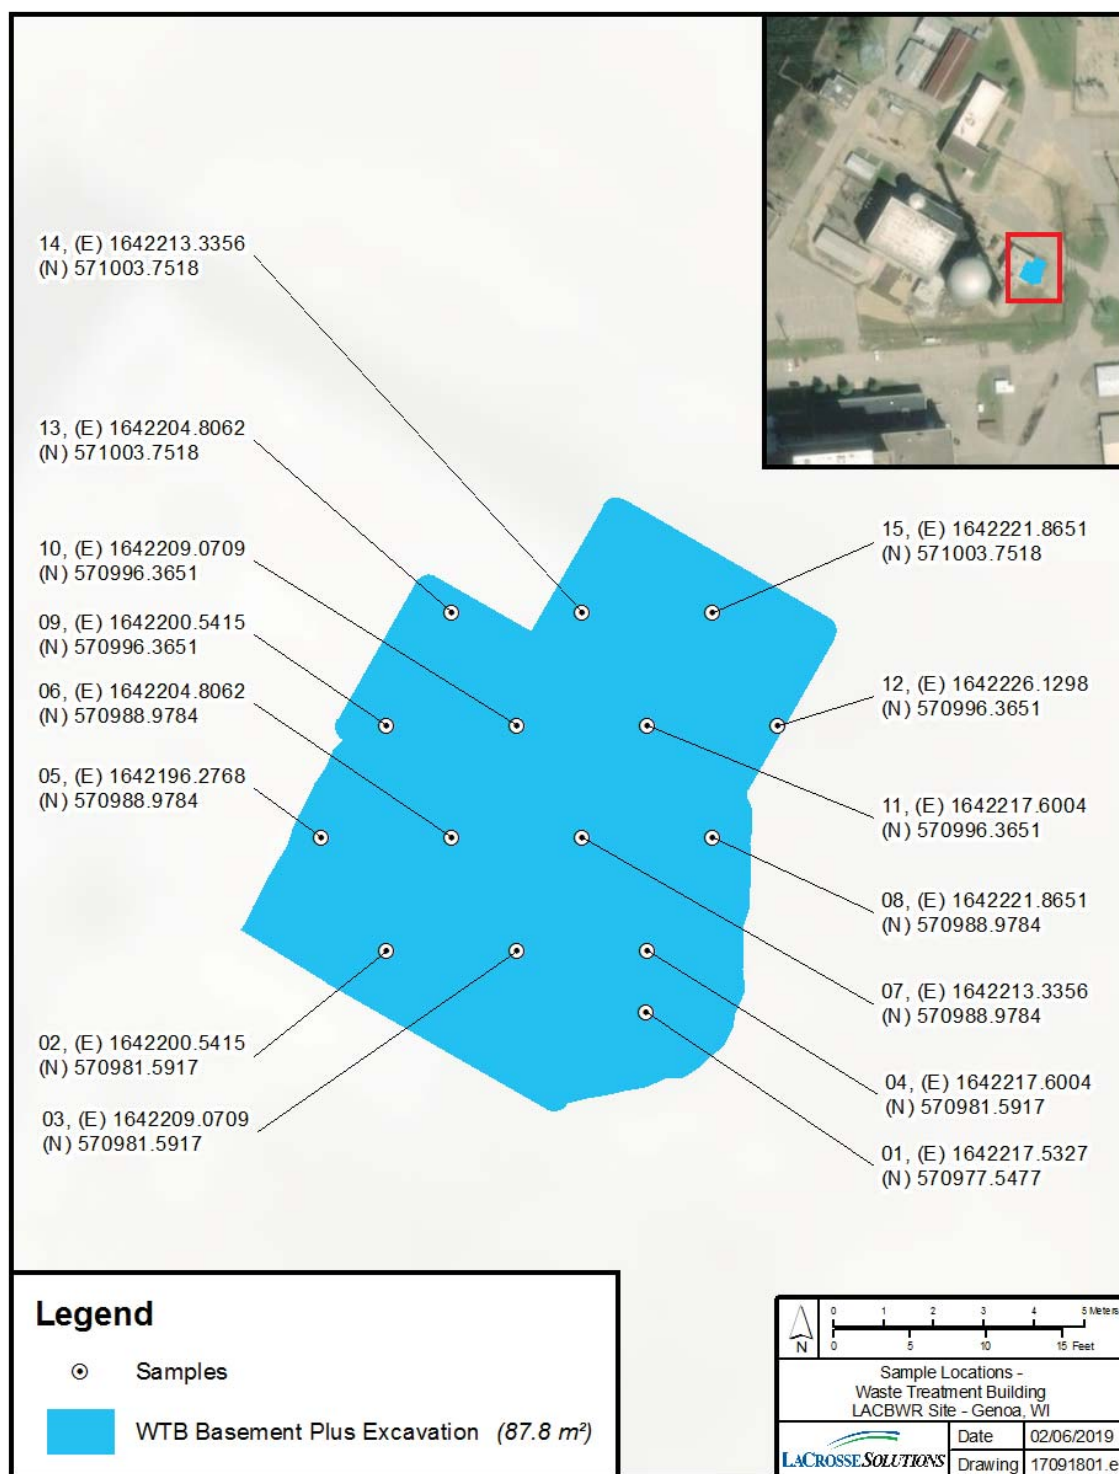 14, (E) 1642213.3356
(N) 571003.7518
13, (E) 1642204.8062
(N) 571003.7518
10, (E) 1642209.0709
(N) 570996.3651
09, (E) 1642200.5415
(N) 570996.3651
06, (E) 1642204.8062
(N) 570988.9784
05, (E) 1642196.2768
(N) 570988.9784
02, (E) 1642200.5415
(N) 570981.5917
03, (E) 1642209.0709
(N) 570981.5917
15, (E) 1642221.8651
(N) 571003.7518
12, (E) 1642226.1298
(N) 570996.3651
11, (E) 1642217.6004
(N) 570996.3651
08, (E) 1642221.8651
(N) 570988.9784
07, (E) 1642213.3356
(N) 570988.9784
04, (E) 1642217.6004
(N) 570981.5917
01, (E) 1642217.5327
(N) 570977.5477
Legend
Samples
WTB Basement Plus Excavation (87.8 m²)
N
0 1 2 3 4 5 Meters
0 5 10 15 Feet
Sample Locations -
Waste Treatment Building
LACBWR Site - Genoa, WI
LACROSSESOLUTIONS
Date 02/06/2019
Drawing 17091801.e